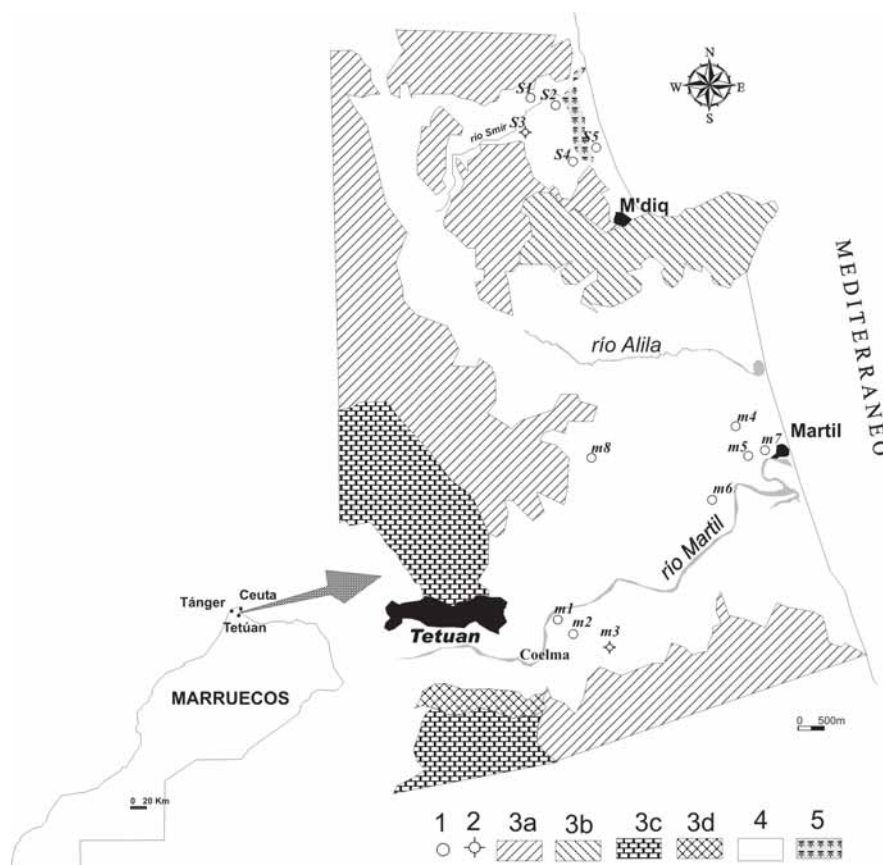 N
W E
S
S1 S2
S3
río Smir
S5
S4
M'diq
MEDITERRANEO
río Alila
m4
Martil
m7
m5
m8
m6
río Martil
Ceuta
Tánger
Tetúan
m1
Tetuan
m2
m3
Coelma
MARRUECOS
0 500m
0 20 Km
1 2 3a 3b 3c 3d 4 5